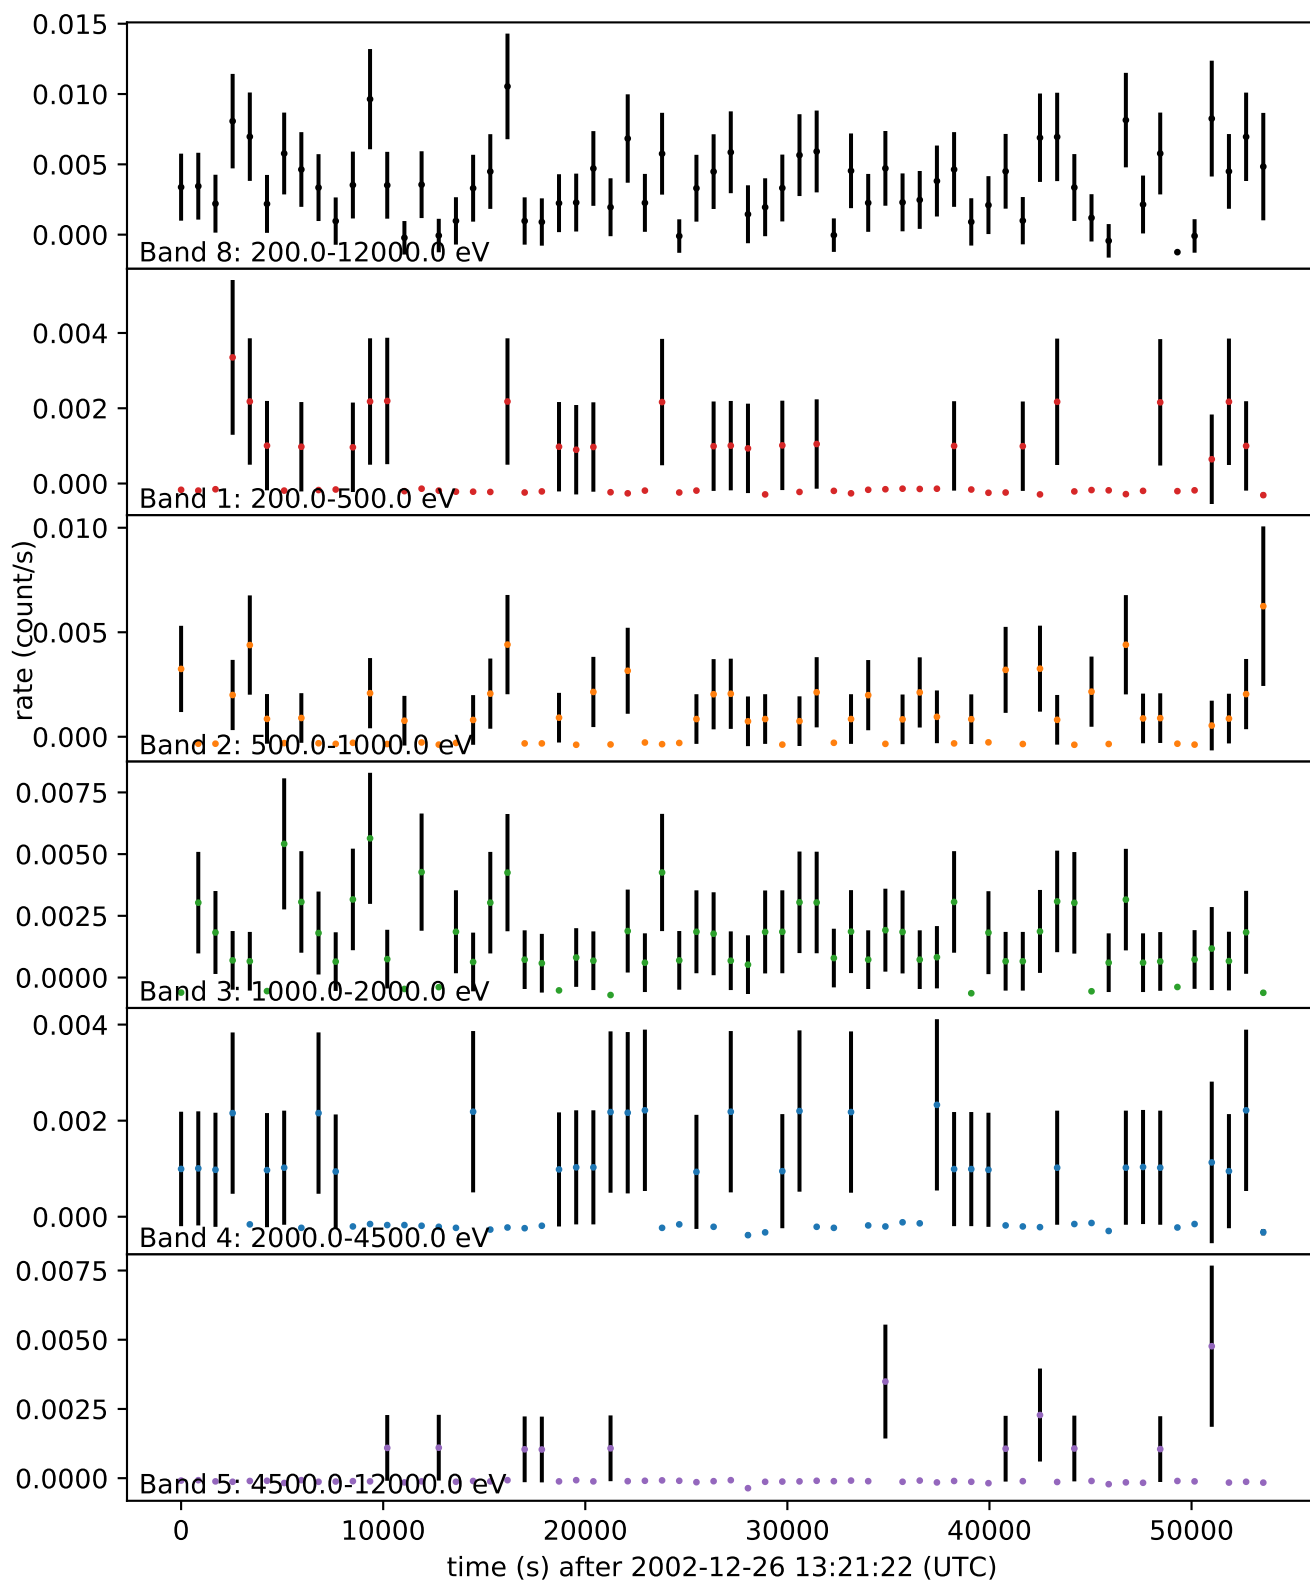 0.015
0.010
0.005
0.000
Band 8: 200.0-12000.0 eV
0.004
0.002
0.000
Band 1: 200.0-500.0 eV
rate (count/s)
0.010
0.005
0.000
Band 2: 500.0-1000.0 eV
0.0075
0.0050
0.0025
0.0000
Band 3: 1000.0-2000.0 eV
0.004
0.002
0.000
Band 4: 2000.0-4500.0 eV
0.0075
0.0050
0.0025
0.0000
Band 5: 4500.0-12000.0 eV
0 10000 20000 30000 40000 50000
time (s) after 2002-12-26 13:21:22 (UTC)